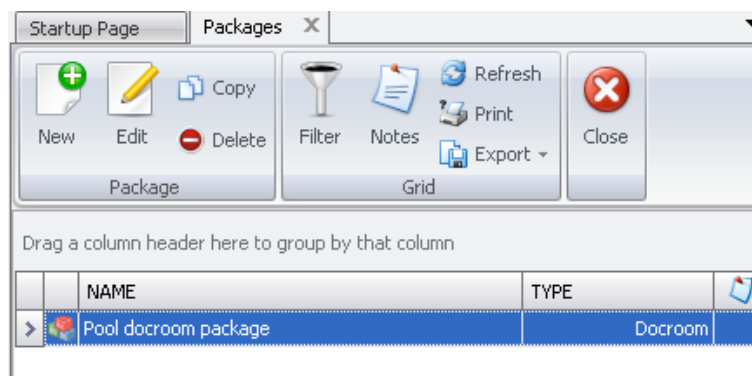 Startup Page Packages
New Edit Copy Delete Filter Notes Refresh Print Export Close
Package Grid
Drag a column header here to group by that column
NAME TYPE
Pool docroom package Docroom